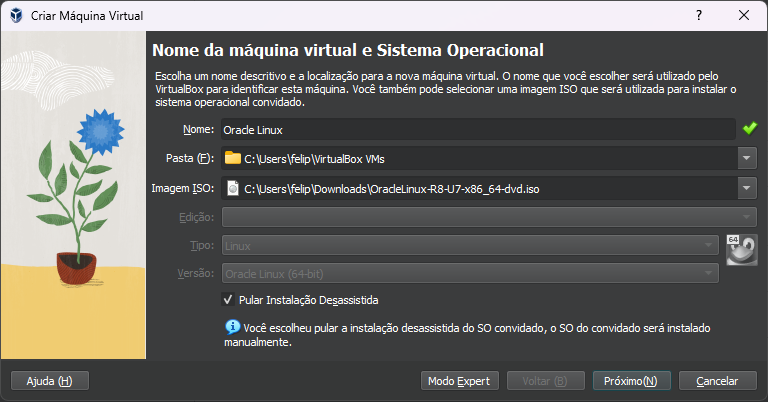 Criar Máquina Virtual
?
Nome da máquina virtual e Sistema Operacional
Escolha um nome descritivo e a localização para a nova máquina virtual. O nome que você escolher será utilizado pelo
VirtualBox para identificar esta máquina. Você também pode selecionar uma imagem ISO que será utilizada para instalar o
sistema operacional convidado.
Nome: Oracle Linux
Pasta (F): C:\Users\felip\VirtualBox VMs
Imagem ISO: C:\Users\felip\Downloads\OracleLinux-R8-U7-x86_64-dvd.iso
Edição:
Tipo: Linux
64
Versão: Oracle Linux (64-bit)
Pular Instalação Desassistida
Você escolheu pular a instalação desassistida do SO convidado, o SO do convidado será instalado
manualmente.
Ajuda (H) Modo Expert Voltar (B) Próximo(N) Cancelar